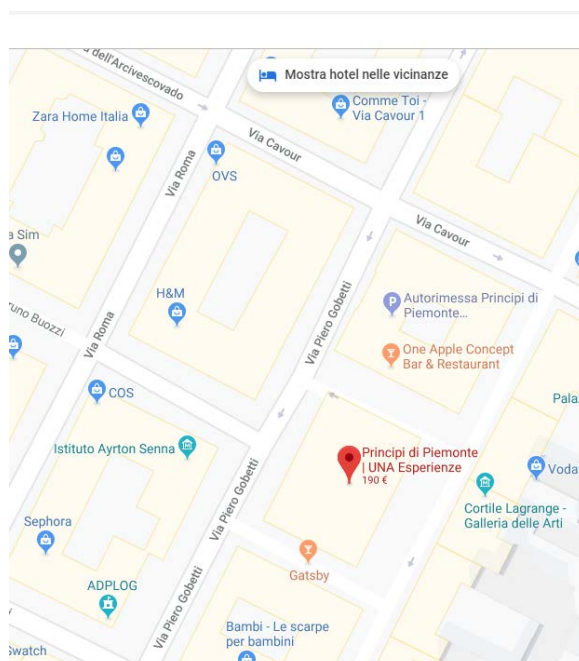 dell'Arcivescovado
Mostra hotel nelle vicinanze
Zara Home Italia
Comme Toi -
Via Cavour 1
Via Cavour
Via Roma
OVS
Via Cavour
a Sim
H&M
Autorimessa Principi di
Piemonte...
Via Piero Gobetti
runo Buozzi
Via Roma
One Apple Concept
Bar & Restaurant
COS
Pala
Istituto Ayrton Senna
Principi di Piemonte
| UNA Esperienze
190 €
Voda
Via Piero Gobetti
Cortile Lagrange -
Galleria delle Arti
Sephora
Gatsby
ADPLOG
Via Piero Gobetti
Bambi - Le scarpe
per bambini
Swatch